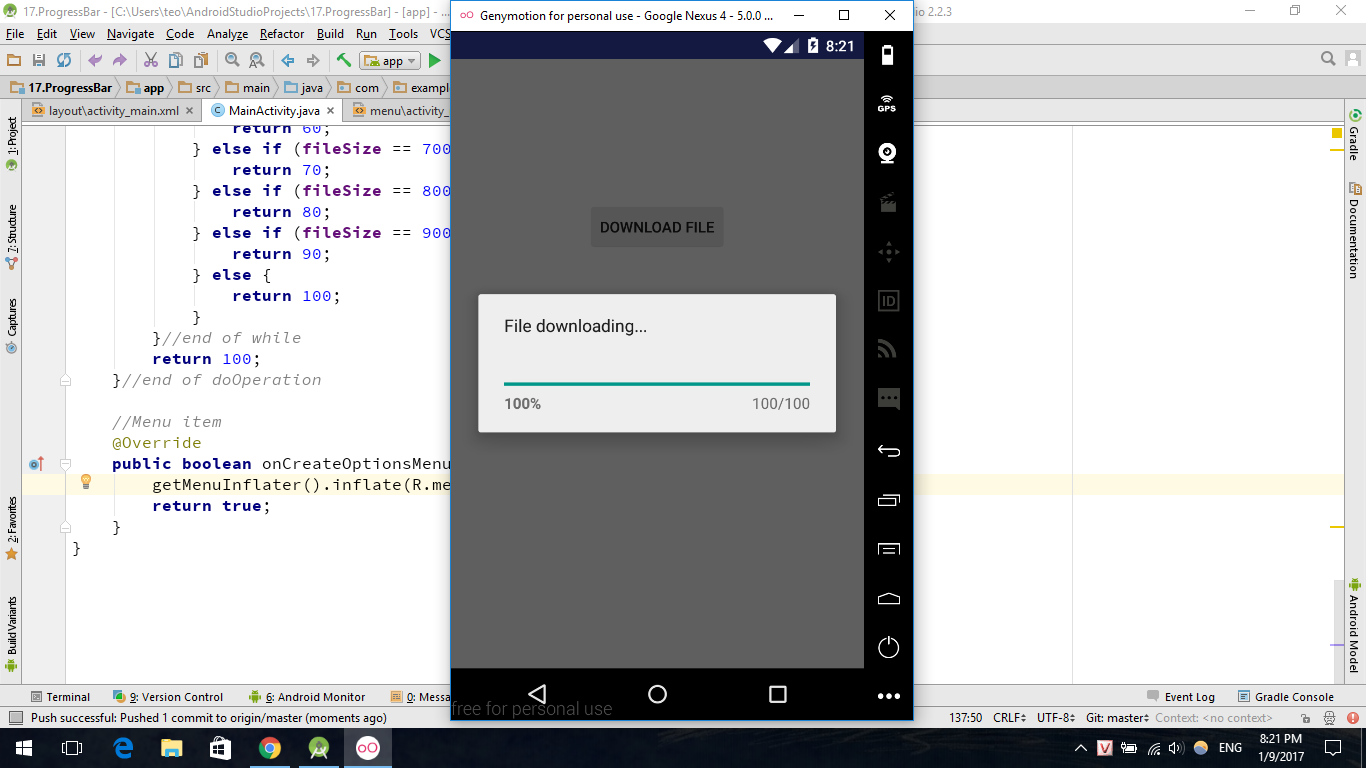 17.ProgressBar - [C:\Users\teo\AndroidStudioProjects\17.ProgressBar] - [app] - ...
Genymotion for personal use - Google Nexus 4 - 5.0.0 ...
io 2.2.3
File Edit View Navigate Code Analyze Refactor Build Run Tools VCS
8:21
app
17.ProgressBar app src main java com exampl
layout\activity_main.xml
MainActivity.java
menu\activity_
GPS
1: Project
7: Structure
Captures
2: Favorites
Build Variants
return 60;
} else if (fileSize == 700
return 70;
} else if (fileSize == 800
return 80;
} else if (fileSize == 900
return 90;
} else {
return 100;
}
}//end of while
return 100;
}//end of doOperation
//Menu item
@Override
public boolean onCreateOptionsMenu
getMenuInflater().inflate(R.me
return true;
}
}
DOWNLOAD FILE
File downloading...
100% 100/100
ID
free for personal use
Gradle
Documentation
Android Model
Terminal 9: Version Control 6: Android Monitor 0: Messa
Event Log Gradle Console
Push successful: Pushed 1 commit to origin/master (moments ago)
137:50 CRLF UTF-8 Git: master Context: <no context>
ENG
8:21 PM
1/9/2017